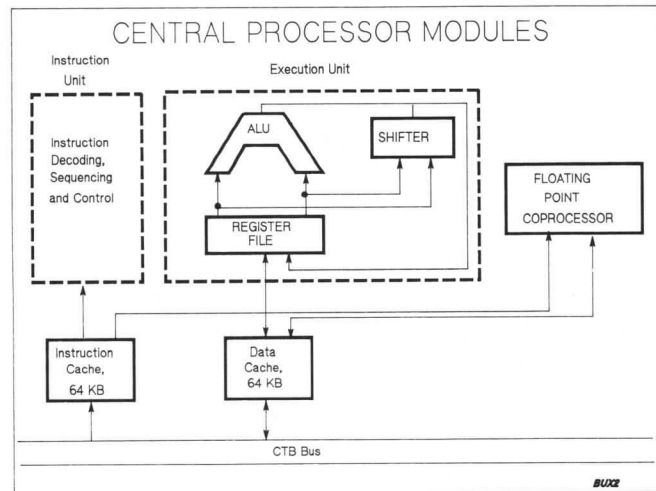 CENTRAL PROCESSOR MODULES
Instruction
Unit
Execution Unit
Instruction
Decoding,
Sequencing
and Control
ALU
SHIFTER
REGISTER
FILE
FLOATING
POINT
COPROCESSOR
Instruction
Cache,
64 KB
Data
Cache,
64 KB
CTB Bus
BUX2